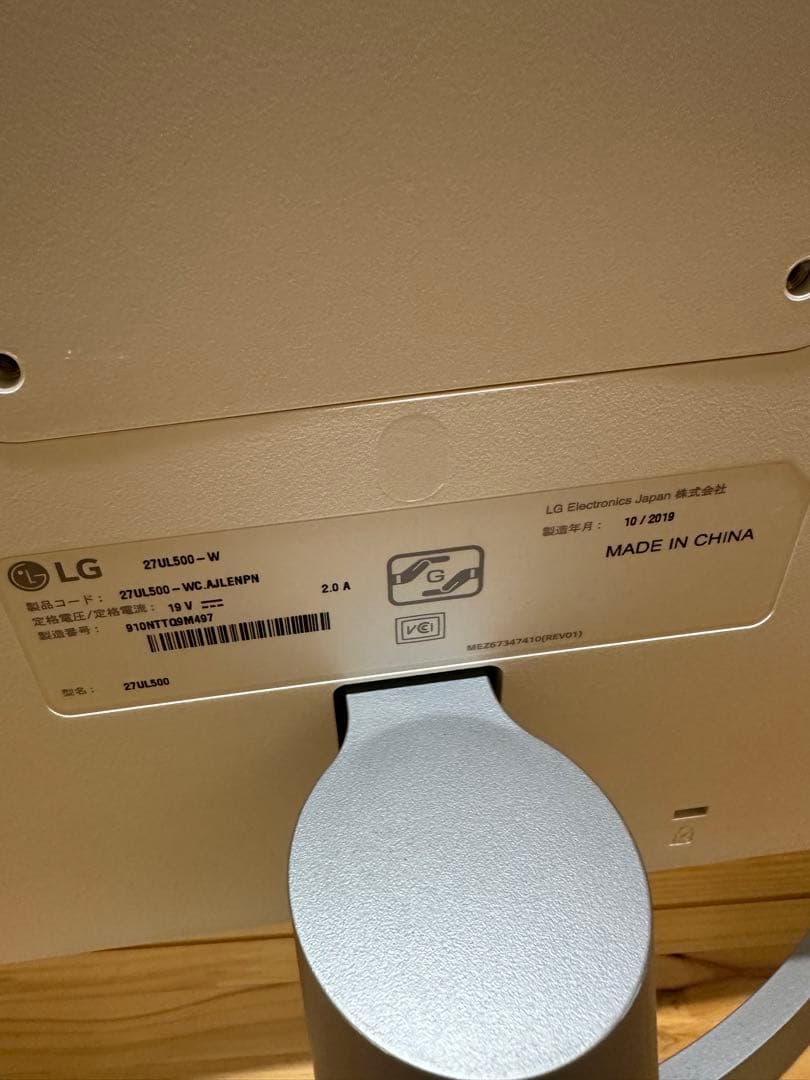 LG
27UL500-W
製品コード: 27UL500-WC.AJLENPN
定格電圧/定格電流: 19 V ⎓ 2.0 A
製造番号: 910NTTQ9M497
型名: 27UL500
G
VCCI
MEZ67347410(REV01)
LG Electronics Japan 株式会社
製造年月: 10 / 2019
MADE IN CHINA